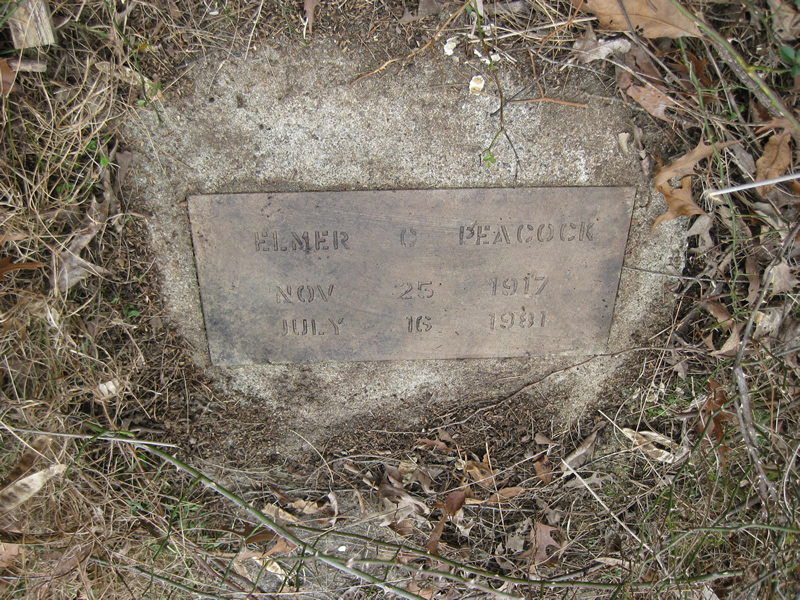 ELMER C PEACOCK
NOV 25 1917
JULY 16 1981